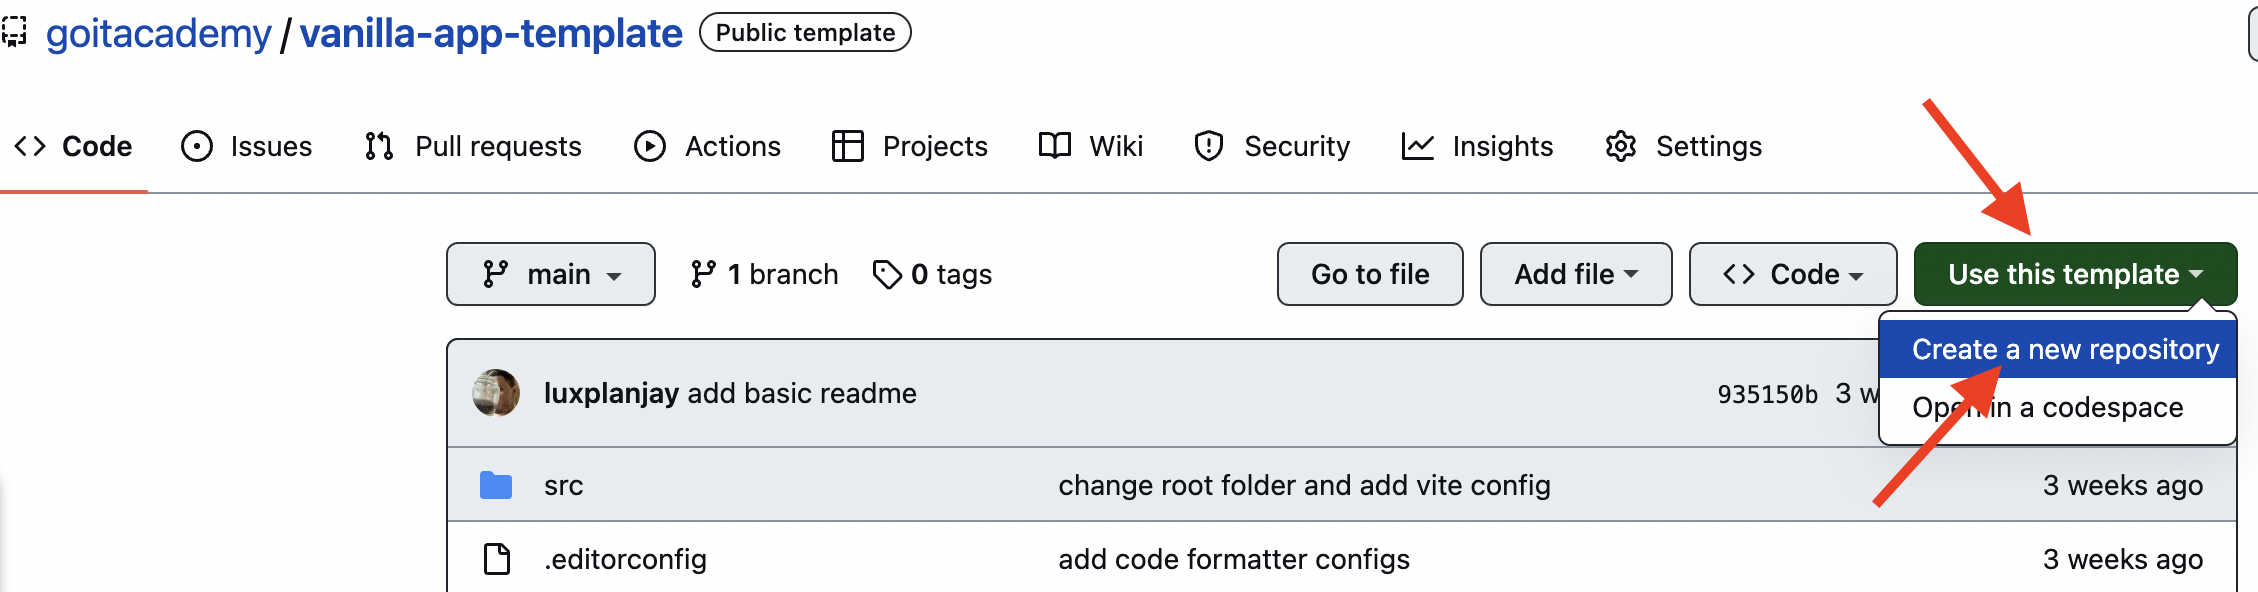 goitacademy / vanilla-app-template Public template
Code Issues Pull requests Actions Projects Wiki Security Insights Settings
main 1 branch 0 tags Go to file Add file Code Use this template
Create a new repository
luxplanjay add basic readme 935150b 3 w
Open in a codespace
src change root folder and add vite config 3 weeks ago
.editorconfig add code formatter configs 3 weeks ago